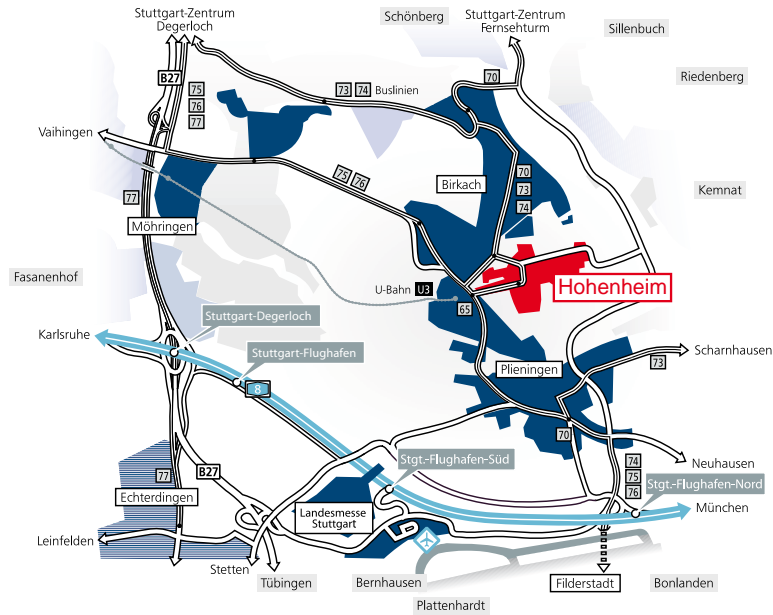 Schönberg
Stuttgart-Zentrum
Degerloch
Stuttgart-Zentrum
Fernsehturm
Sillenbuch
Riedenberg
B27
75
76
77
73 74 Buslinien
70
Vaihingen
75 76
Birkach
70
73
74
Kemnat
77
Möhringen
Fasanenhof
U-Bahn U3
Hohenheim
65
Stuttgart-Degerloch
Karlsruhe
Stuttgart-Flughafen
8
Plieningen
73
Scharnhausen
70
Neuhausen
77
B27
Stgt.-Flughafen-Süd
74
75
76
Stgt.-Flughafen-Nord
Echterdingen
Landesmesse
Stuttgart
München
Leinfelden
Stetten
Tübingen
Bernhausen
Filderstadt
Bonlanden
Plattenhardt